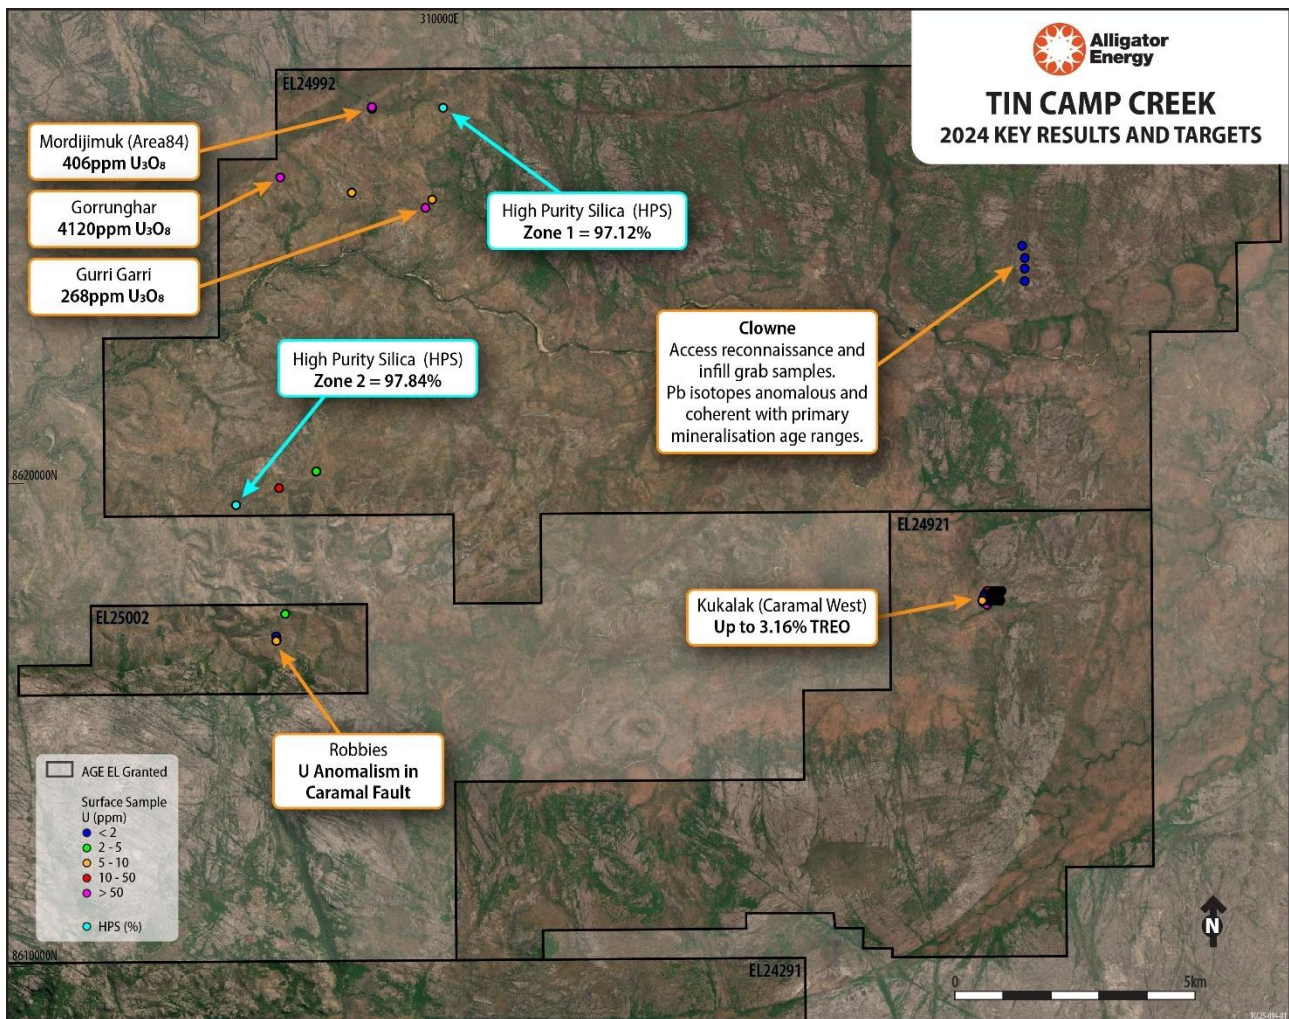 310000E
Alligator
Energy
TIN CAMP CREEK
2024 KEY RESULTS AND TARGETS
EL24992
Mordijimuk (Area84)
406ppm U₃O₈
Gorrunghar
4120ppm U₃O₈
Gurri Garri
268ppm U₃O₈
High Purity Silica (HPS)
Zone 1 = 97.12%
High Purity Silica (HPS)
Zone 2 = 97.84%
Clowne
Access reconnaissance and
infill grab samples.
Pb isotopes anomalous and
coherent with primary
mineralisation age ranges.
8620000N
EL24921
Kukalak (Caramal West)
Up to 3.16% TREO
EL25002
Robbies
U Anomalism in
Caramal Fault
AGE EL Granted
Surface Sample
U (ppm)
< 2
2 - 5
5 - 10
10 - 50
> 50
HPS (%)
8610000N
EL24291
N
0 5km